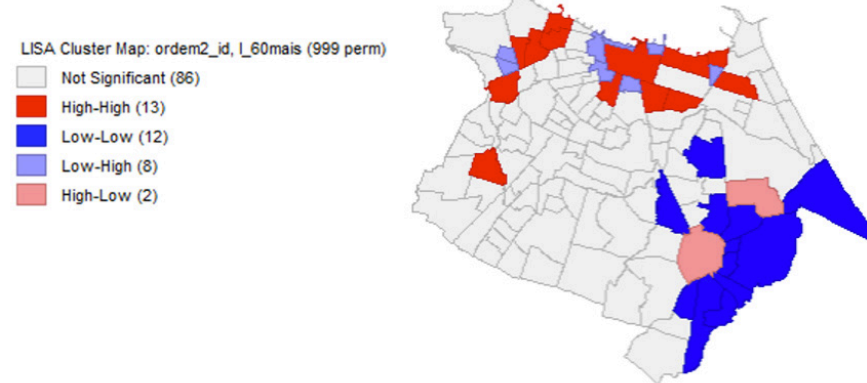 LISA Cluster Map: ordem2_id, I_60mais (999 perm)
Not Significant (86)
High-High (13)
Low-Low (12)
Low-High (8)
High-Low (2)